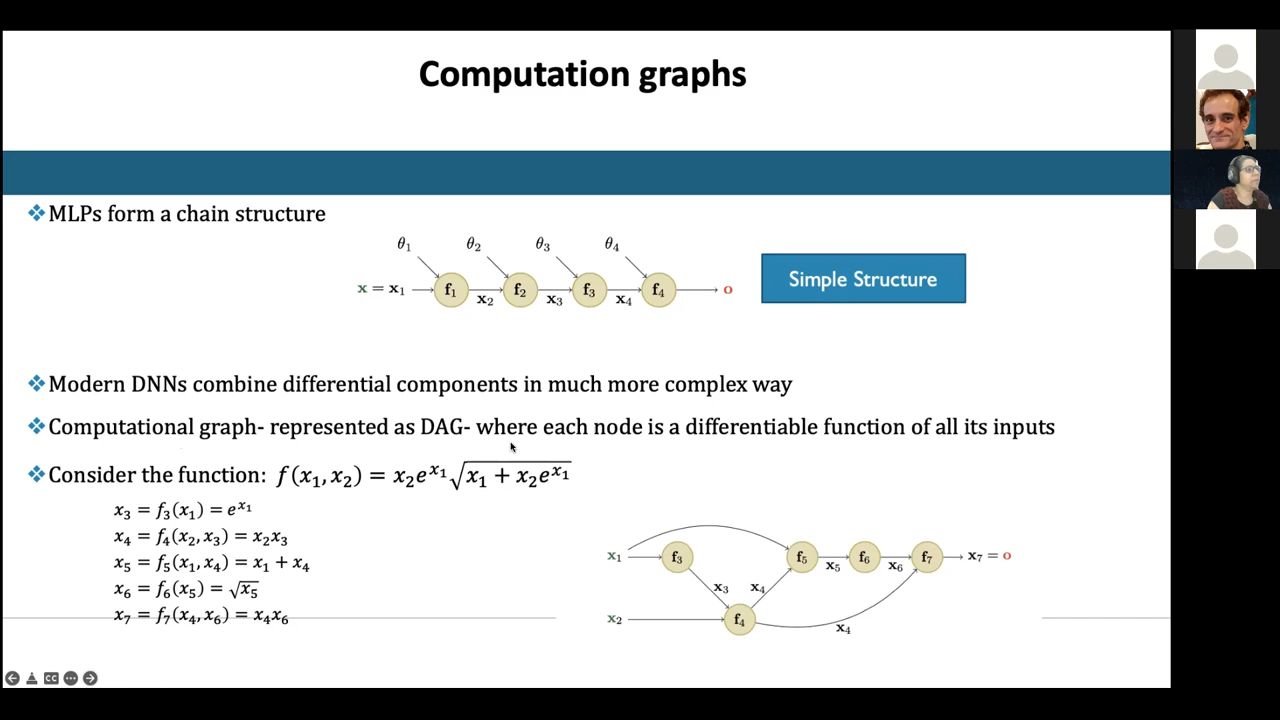 Computation graphs
❖MLPs form a chain structure
θ₁ θ₂ θ₃ θ₄
x = x₁ f₁ x₂ f₂ x₃ f₃ x₄ f₄ o
Simple Structure
❖Modern DNNs combine differential components in much more complex way
❖Computational graph- represented as DAG- where each node is a differentiable function of all its inputs
❖Consider the function: f(x₁, x₂) = x₂e^{x₁}√(x₁ + x₂e^{x₁})
x₃ = f₃(x₁) = e^{x₁}
x₄ = f₄(x₂, x₃) = x₂x₃
x₅ = f₅(x₁, x₄) = x₁ + x₄
x₆ = f₆(x₅) = √x₅
x₇ = f₇(x₄, x₆) = x₄x₆
x₁ f₃ f₅ x₅ f₆ x₆ f₇ x₇ = o
x₃ x₄
x₂ f₄ x₄
CC